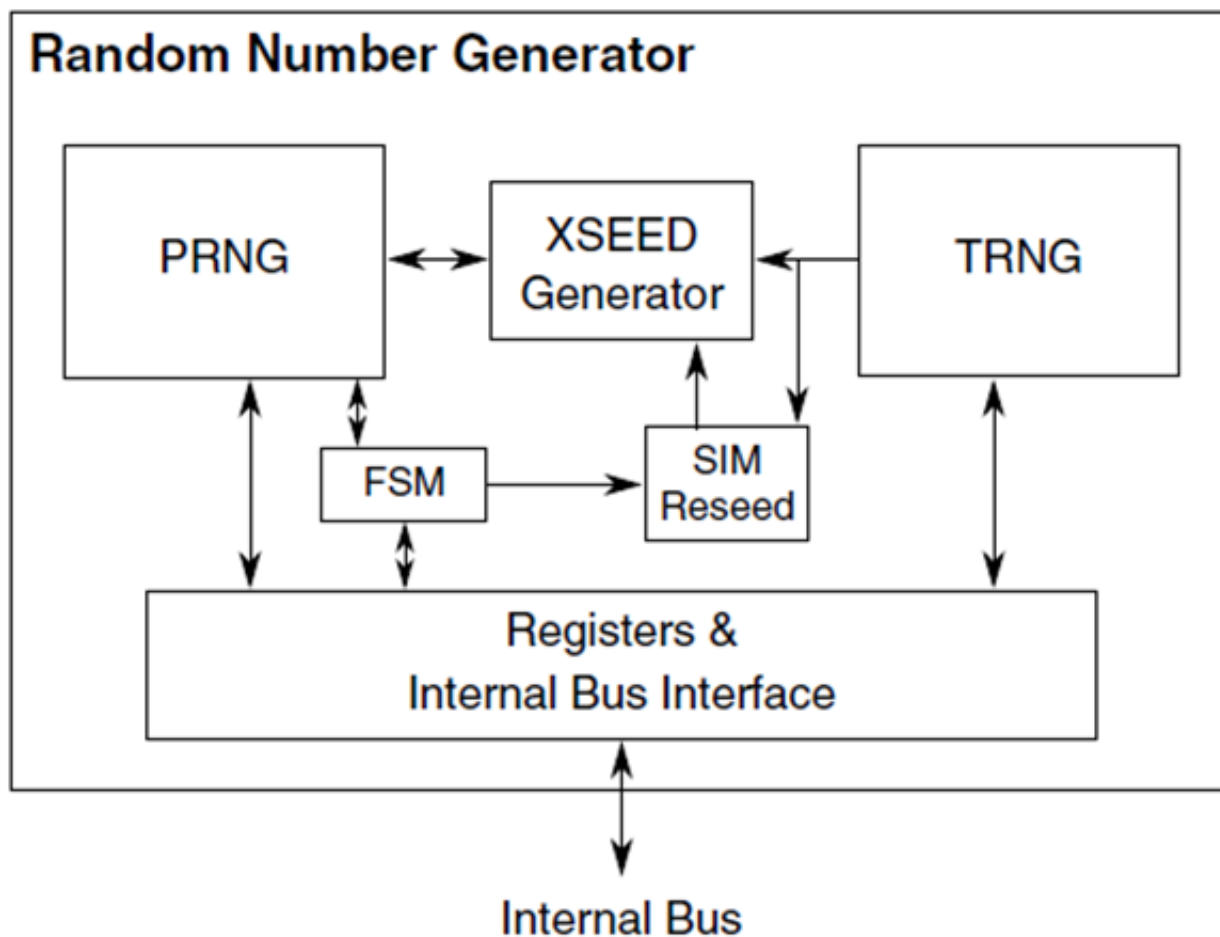 Random Number Generator
PRNG
XSEED
Generator
TRNG
FSM
SIM
Reseed
Registers &
Internal Bus Interface
Internal Bus